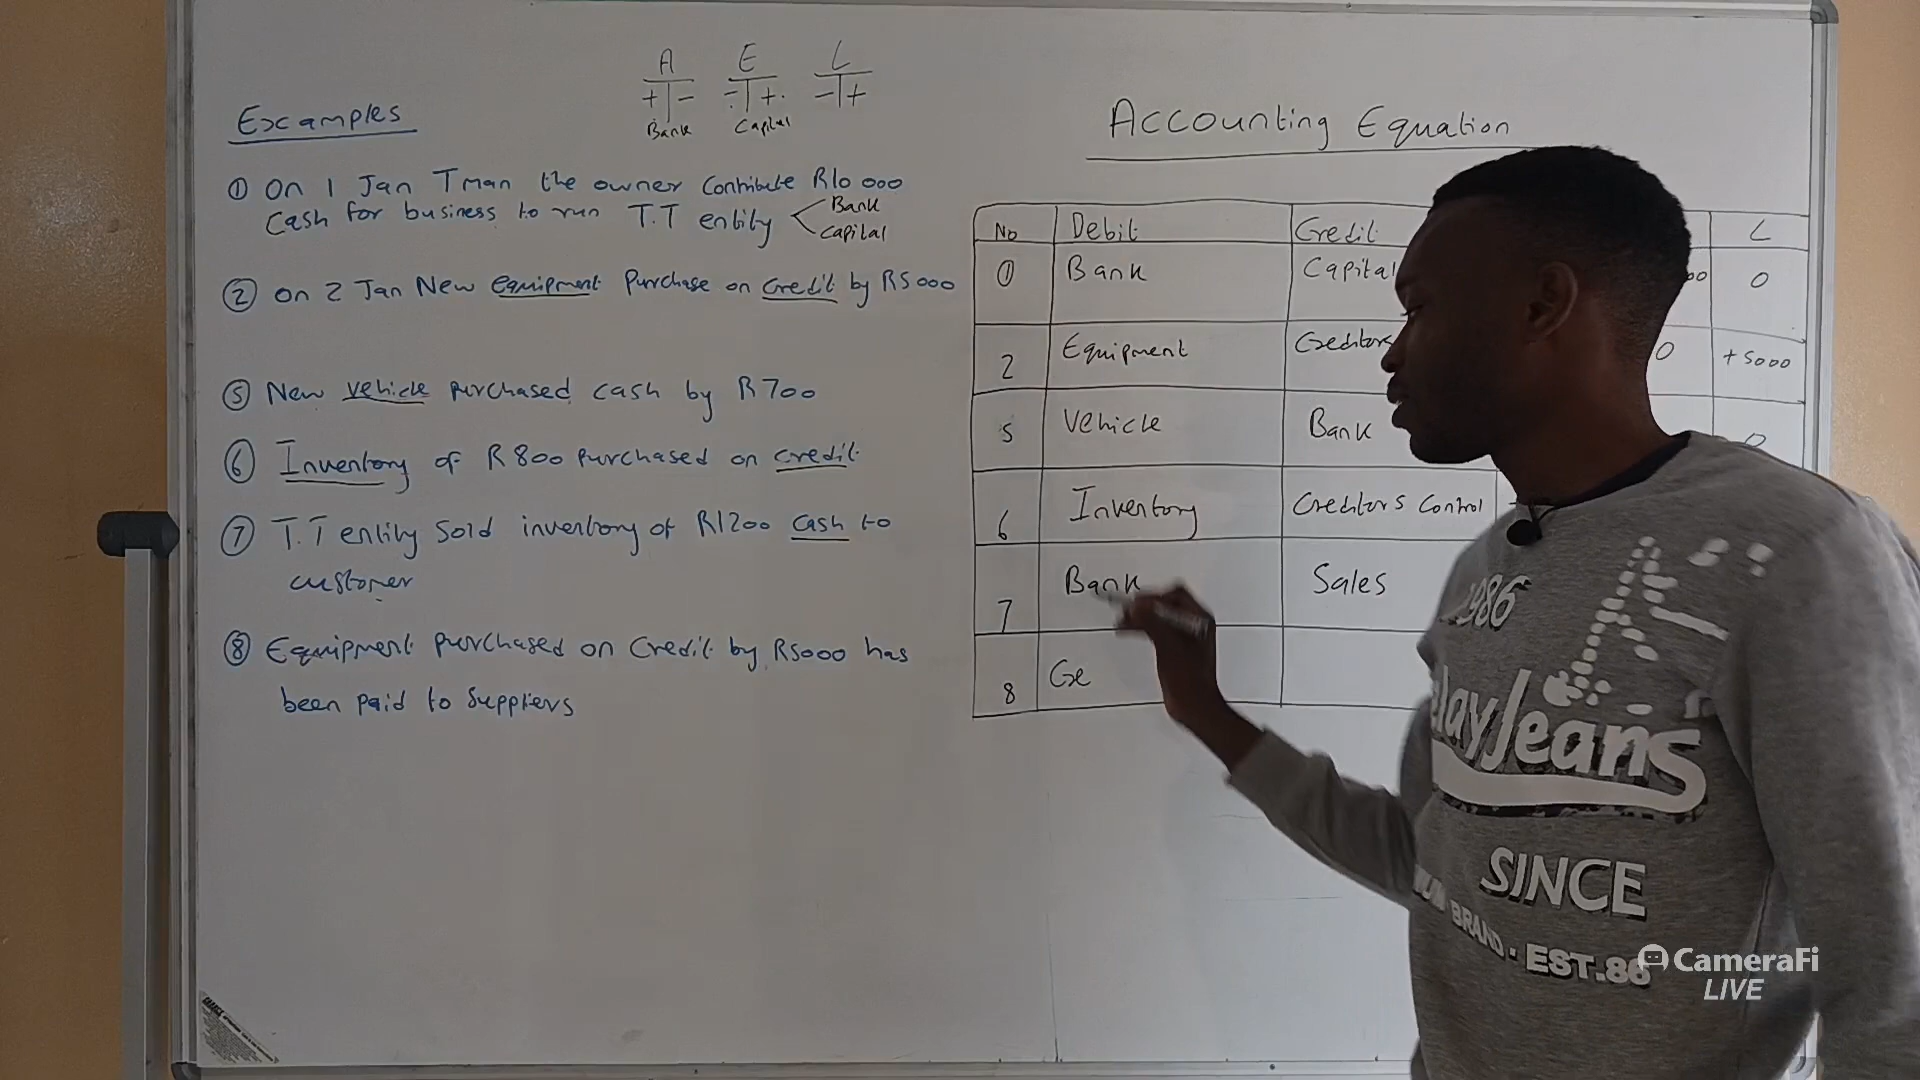 A E L
+ - - + - +
Bank Capital
Examples
Accounting Equation
① On 1 Jan Tman the owner Contribute R10 000
Cash for business to run T.T entity
Bank
Capital
② on 2 Jan New equipment Purchase on Credit by R5000
⑤ New vehicle purchased cash by R700
⑥ Inventory of R800 purchased on credit
⑦ T.T entity sold inventory of R1200 cash to
customer
⑧ Equipment purchased on Credit by R5000 has
been paid to suppliers
No Debit Credit L
① Bank Capital 0
2 Equipment Creditors 0 +5000
5 Vehicle Bank
6 Inventory Creditors Control
7 Bank Sales
8
1986
Jeans
SINCE
BRAND - EST.86
CameraFi
LIVE